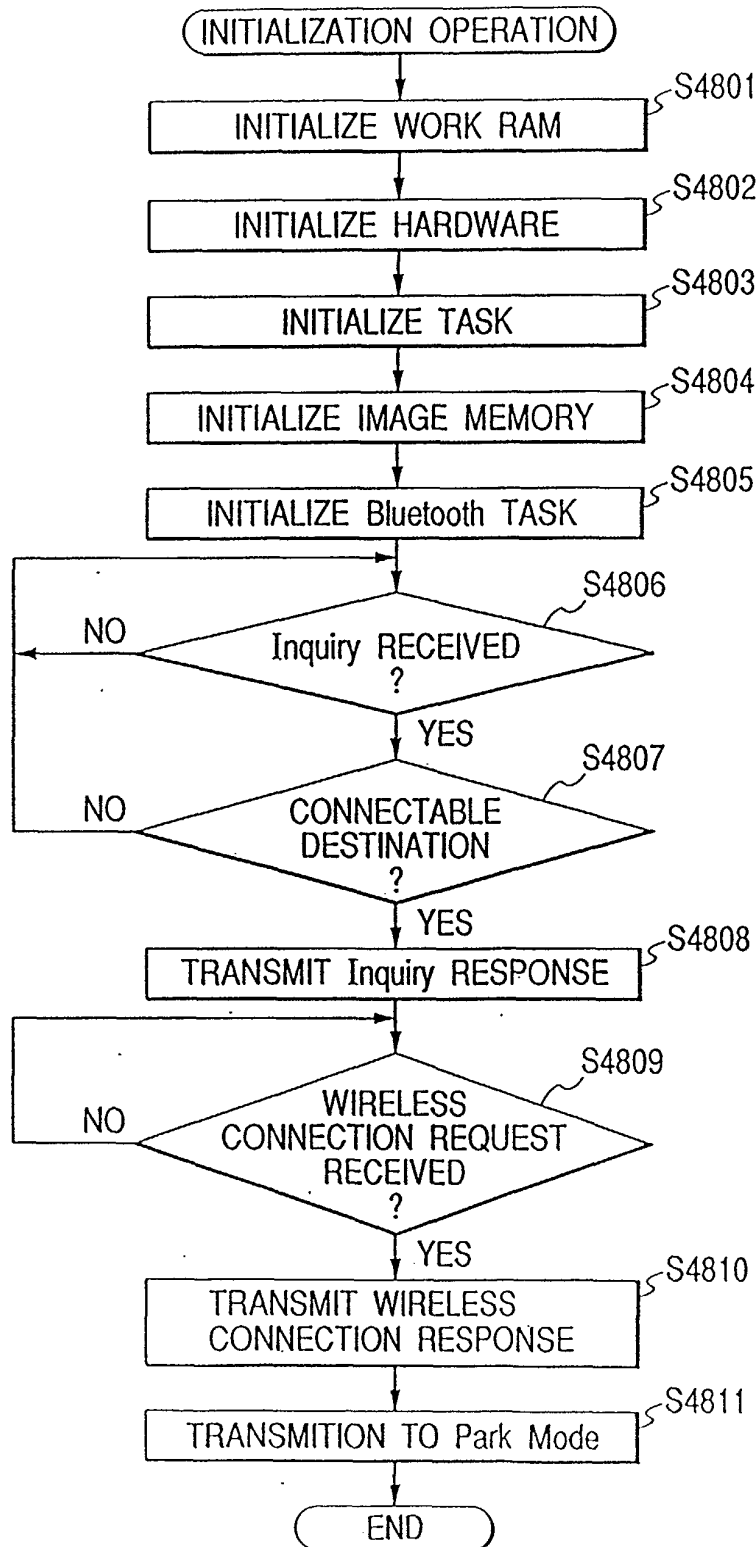 INITIALIZATION OPERATION
S4801
INITIALIZE WORK RAM
S4802
INITIALIZE HARDWARE
S4803
INITIALIZE TASK
S4804
INITIALIZE IMAGE MEMORY
S4805
INITIALIZE Bluetooth TASK
S4806
NO
Inquiry RECEIVED
?
YES
S4807
NO
CONNECTABLE
DESTINATION
?
YES
S4808
TRANSMIT Inquiry RESPONSE
S4809
NO
WIRELESS
CONNECTION REQUEST
RECEIVED
?
YES
S4810
TRANSMIT WIRELESS
CONNECTION RESPONSE
S4811
TRANSMITION TO Park Mode
END